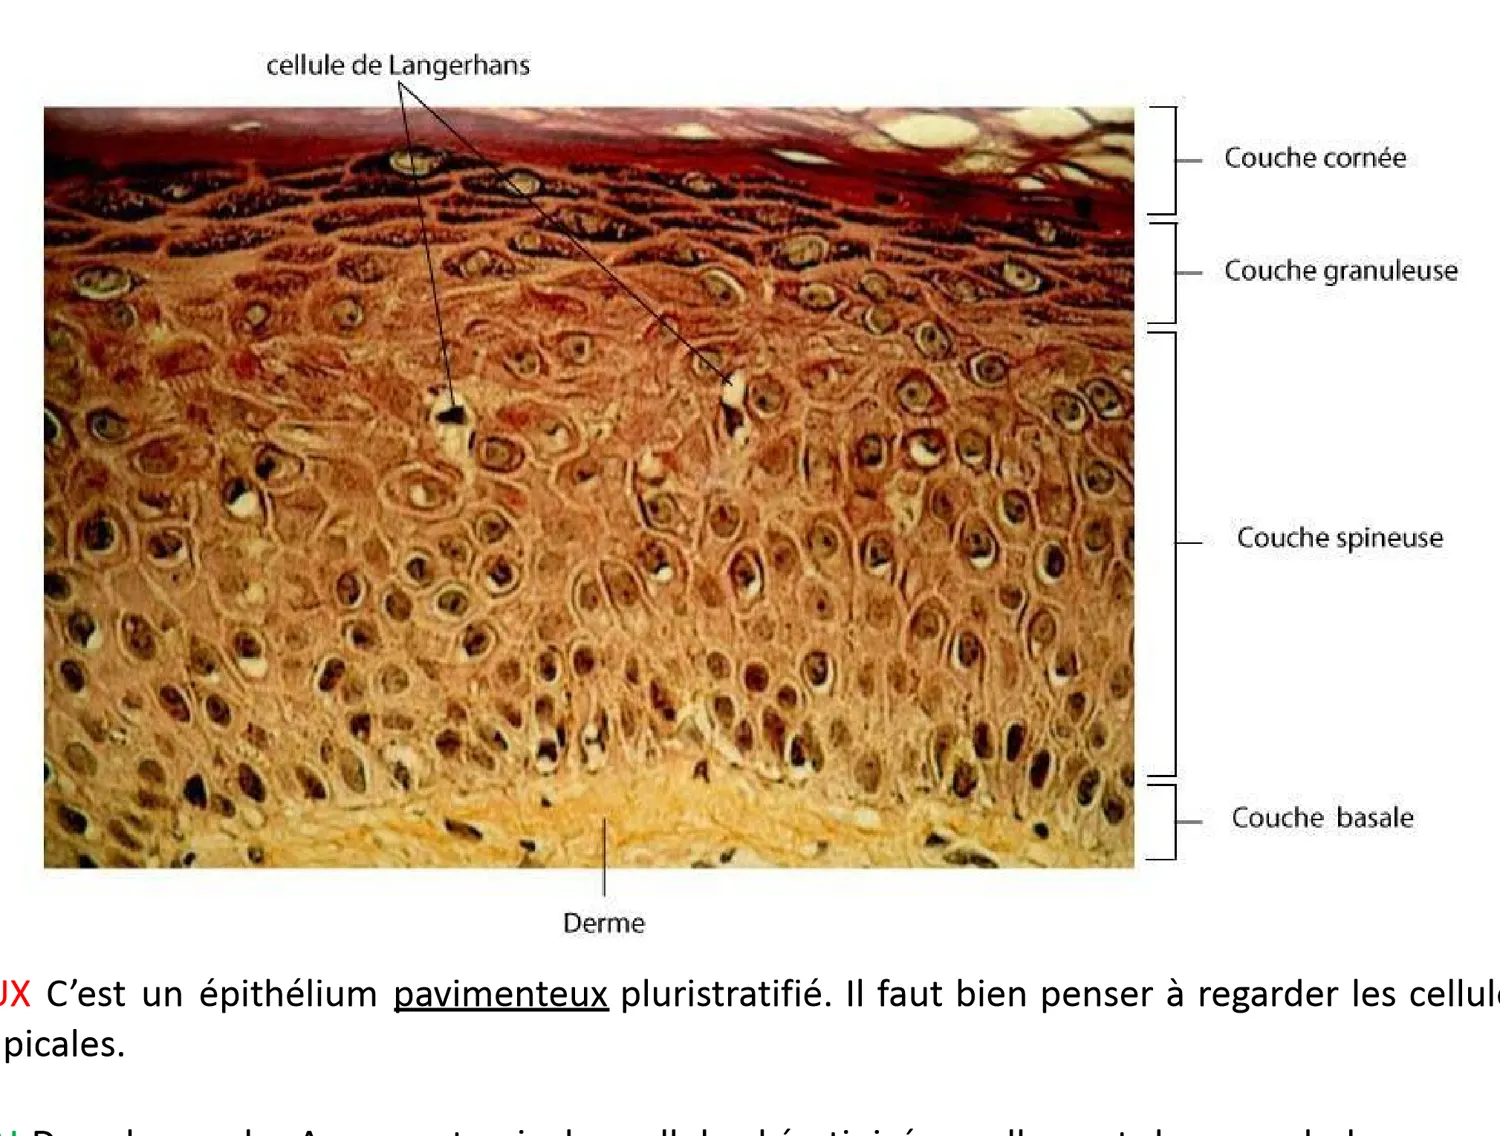 cellule de Langerhans
Couche cornée
Couche granuleuse
Couche spineuse
Couche basale
Derme
UX C’est un épithélium pavimenteux pluristratifié. Il faut bien penser à regarder les cellule
picales.